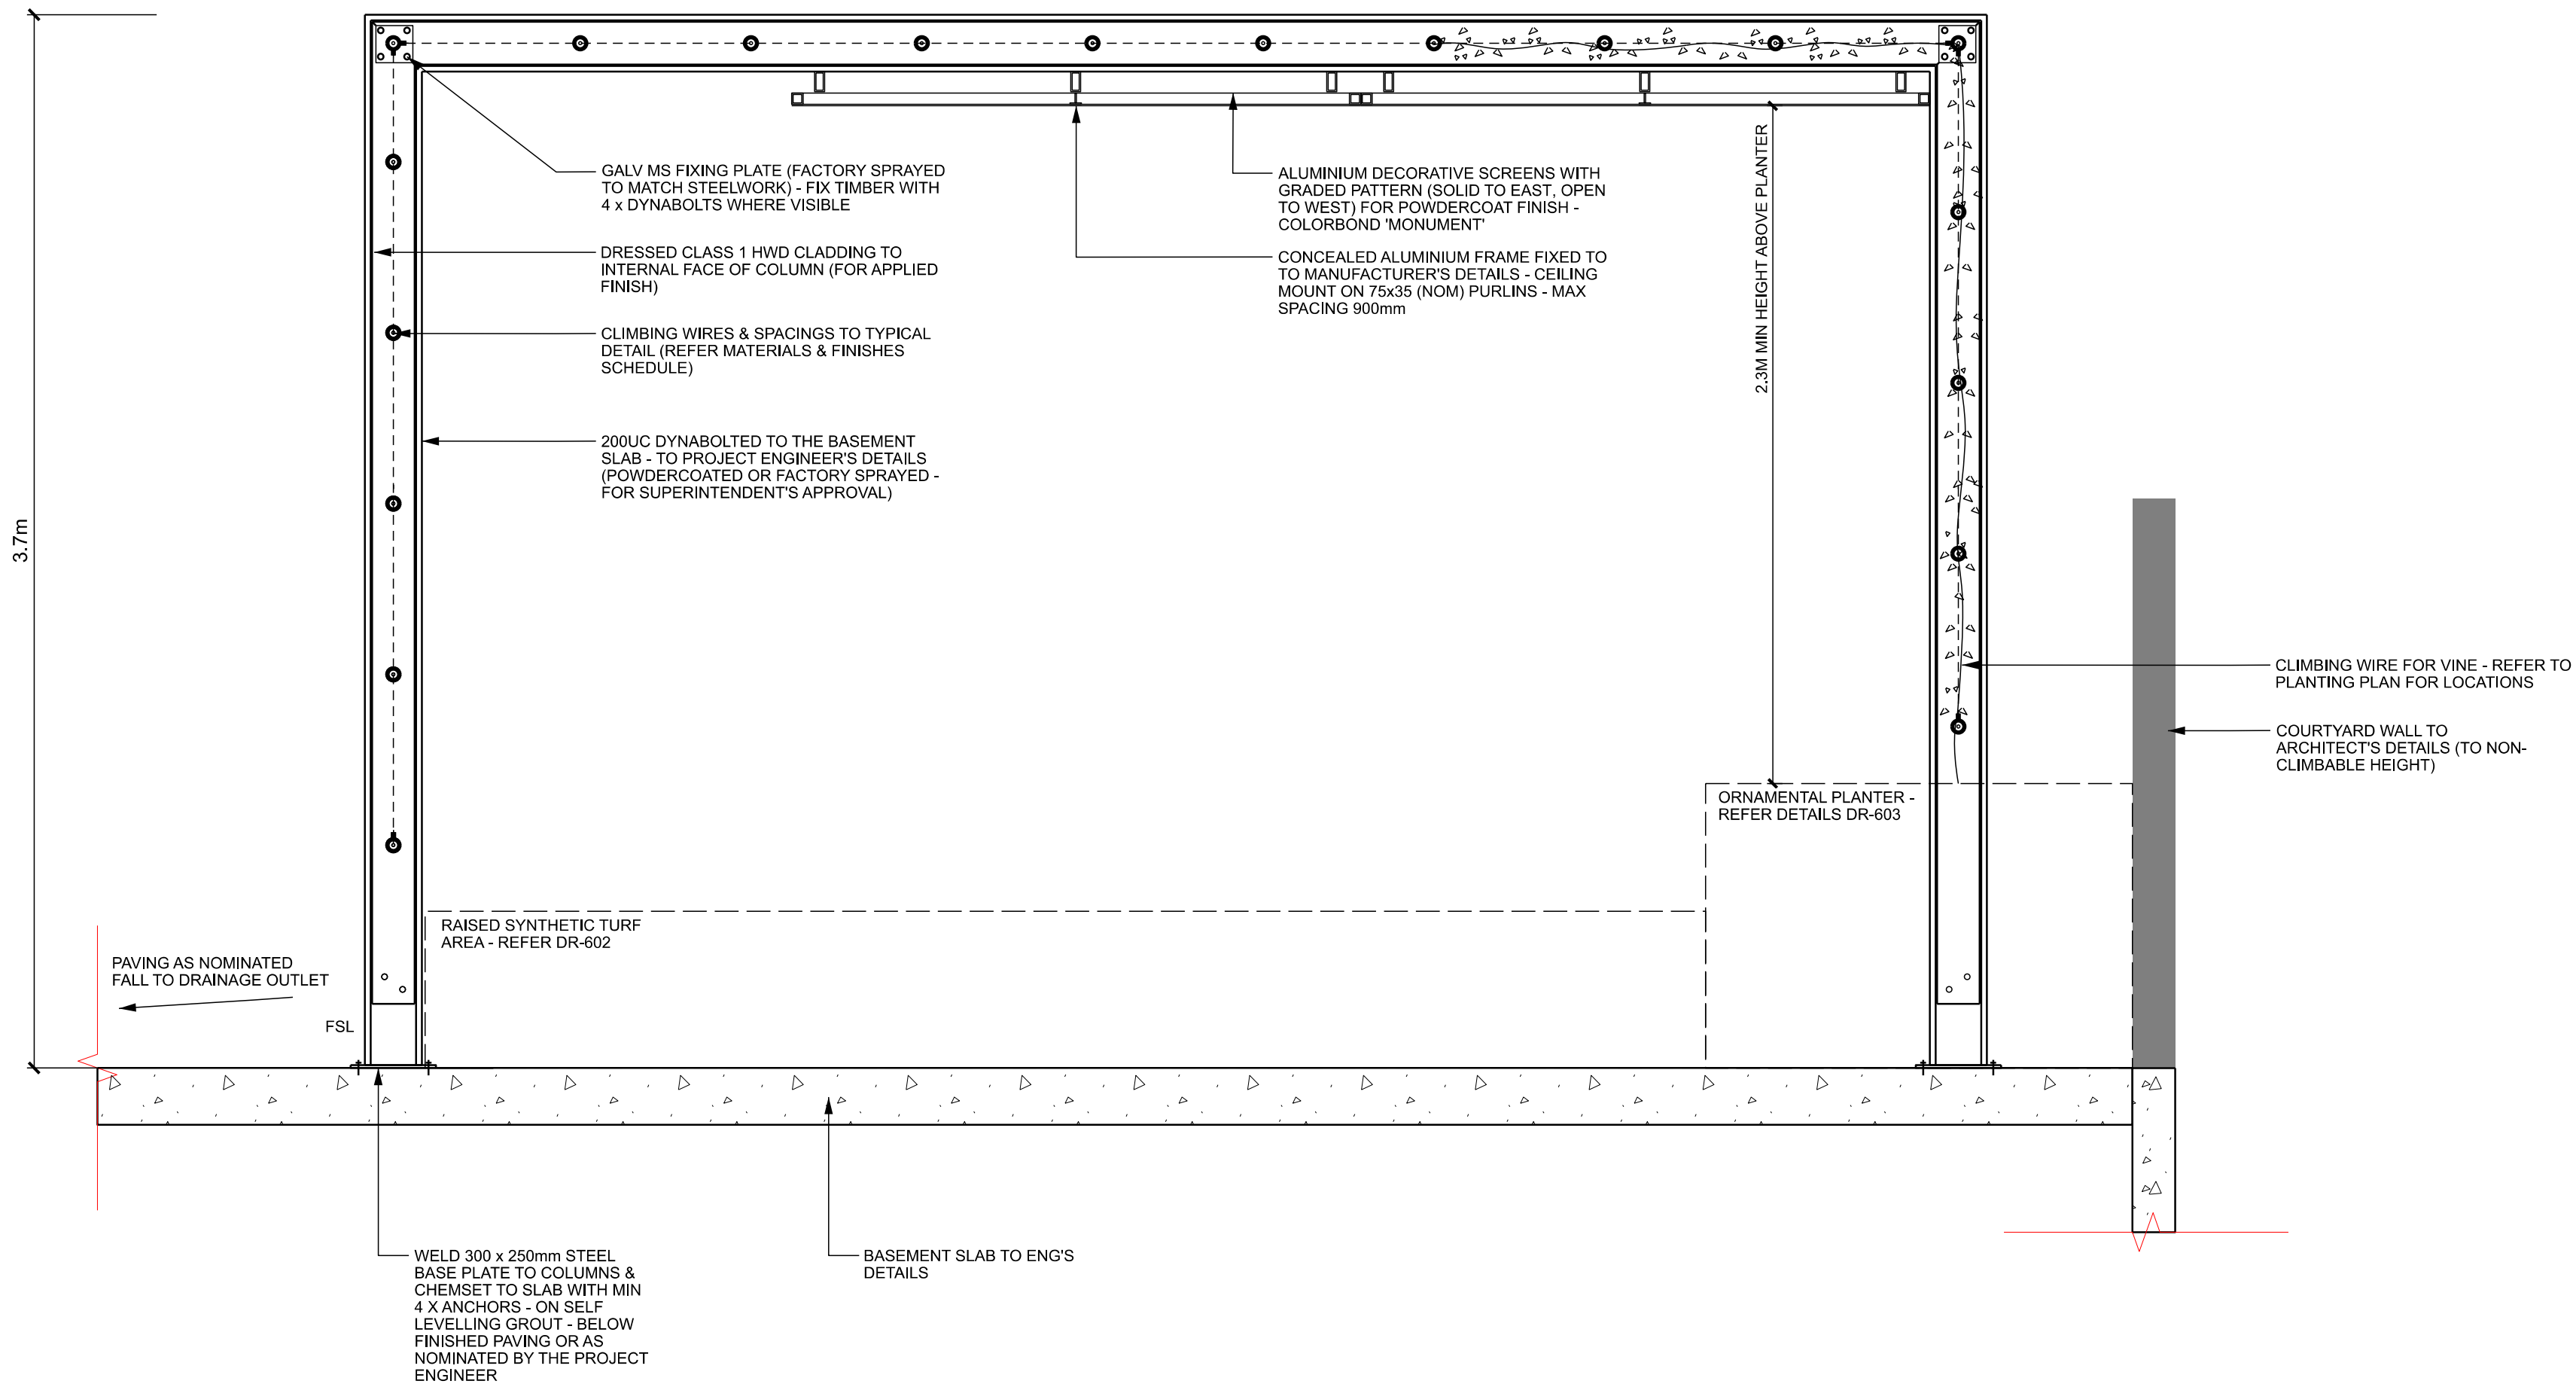 GALV MS FIXING PLATE (FACTORY SPRAYED
TO MATCH STEELWORK) - FIX TIMBER WITH
4 x DYNABOLTS WHERE VISIBLE
DRESSED CLASS 1 HWD CLADDING TO
INTERNAL FACE OF COLUMN (FOR APPLIED
FINISH)
CLIMBING WIRES & SPACINGS TO TYPICAL
DETAIL (REFER MATERIALS & FINISHES
SCHEDULE)
200UC DYNABOLTED TO THE BASEMENT
SLAB - TO PROJECT ENGINEER'S DETAILS
(POWDERCOATED OR FACTORY SPRAYED -
FOR SUPERINTENDENT'S APPROVAL)
ALUMINIUM DECORATIVE SCREENS WITH
GRADED PATTERN (SOLID TO EAST, OPEN
TO WEST) FOR POWDERCOAT FINISH -
COLORBOND 'MONUMENT'
CONCEALED ALUMINIUM FRAME FIXED TO
TO MANUFACTURER'S DETAILS - CEILING
MOUNT ON 75x35 (NOM) PURLINS - MAX
SPACING 900mm
2.3M MIN HEIGHT ABOVE PLANTER
3.7m
CLIMBING WIRE FOR VINE - REFER TO
PLANTING PLAN FOR LOCATIONS
COURTYARD WALL TO
ARCHITECT'S DETAILS (TO NON-
CLIMBABLE HEIGHT)
ORNAMENTAL PLANTER -
REFER DETAILS DR-603
RAISED SYNTHETIC TURF
AREA - REFER DR-602
PAVING AS NOMINATED
FALL TO DRAINAGE OUTLET
FSL
WELD 300 x 250mm STEEL
BASE PLATE TO COLUMNS &
CHEMSET TO SLAB WITH MIN
4 X ANCHORS - ON SELF
LEVELLING GROUT - BELOW
FINISHED PAVING OR AS
NOMINATED BY THE PROJECT
ENGINEER
BASEMENT SLAB TO ENG'S
DETAILS